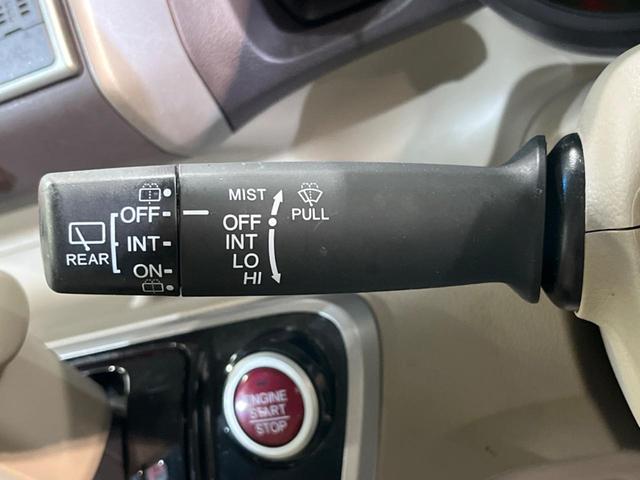 MIST
PULL
OFF
INT
LO
HI
REAR
OFF
INT
ON
ENGINE
START
STOP